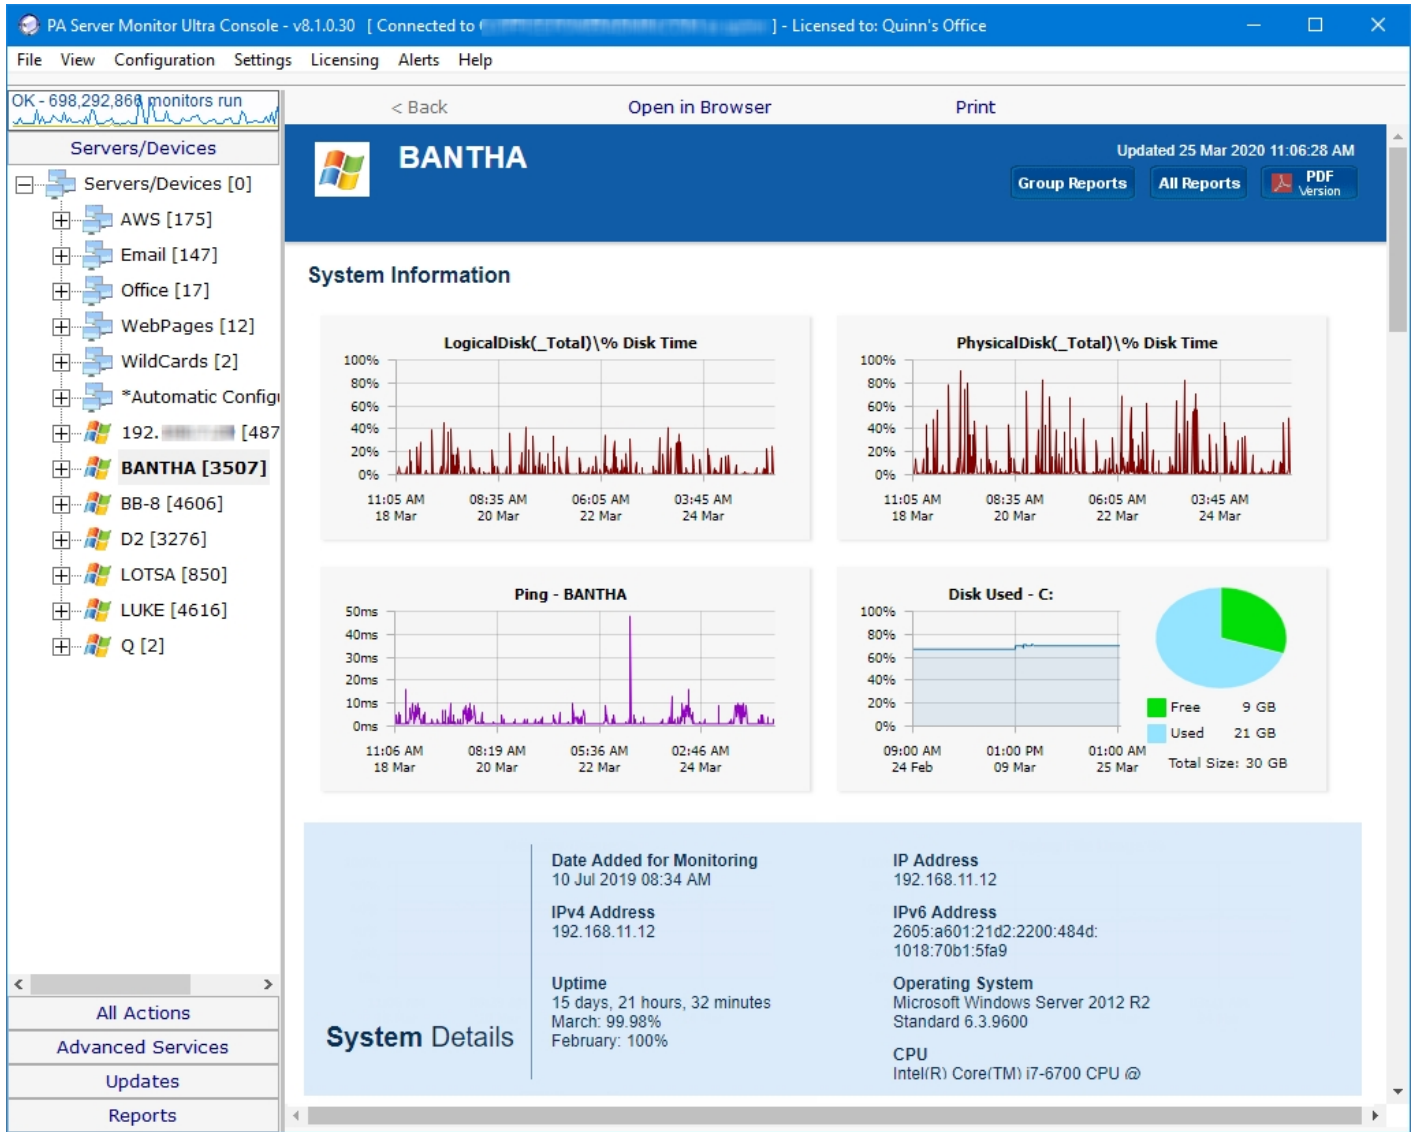 PA Server Monitor Ultra Console - v8.1.0.30 [ Connected to ] - Licensed to: Quinn's Office
File View Configuration Settings Licensing Alerts Help
OK - 698,292,866 monitors run
Servers/Devices
Servers/Devices [0]
AWS [175]
Email [147]
Office [17]
WebPages [12]
WildCards [2]
*Automatic Configu
192. [487
BANTHA [3507]
BB-8 [4606]
D2 [3276]
LOTSA [850]
LUKE [4616]
Q [2]
All Actions
Advanced Services
Updates
Reports
< Back Open in Browser Print
BANTHA
Updated 25 Mar 2020 11:06:28 AM
Group Reports All Reports PDF
Version
System Information
LogicalDisk(_Total)\% Disk Time
100%
80%
60%
40%
20%
0%
11:05 AM 08:35 AM 06:05 AM 03:45 AM
18 Mar 20 Mar 22 Mar 24 Mar
PhysicalDisk(_Total)\% Disk Time
100%
80%
60%
40%
20%
0%
11:05 AM 08:35 AM 06:05 AM 03:45 AM
18 Mar 20 Mar 22 Mar 24 Mar
Ping - BANTHA
50ms
40ms
30ms
20ms
10ms
0ms
11:06 AM 08:19 AM 05:36 AM 02:46 AM
18 Mar 20 Mar 22 Mar 24 Mar
Disk Used - C:
100%
80%
60%
40%
20%
0%
09:00 AM 01:00 PM 01:00 AM
24 Feb 09 Mar 25 Mar
Free 9 GB
Used 21 GB
Total Size: 30 GB
System Details
Date Added for Monitoring
10 Jul 2019 08:34 AM
IP Address
192.168.11.12
IPv4 Address
192.168.11.12
IPv6 Address
2605:a601:21d2:2200:484d:
1018:70b1:5fa9
Uptime
15 days, 21 hours, 32 minutes
March: 99.98%
February: 100%
Operating System
Microsoft Windows Server 2012 R2
Standard 6.3.9600
CPU
Intel(R) Core(TM) i7-6700 CPU @